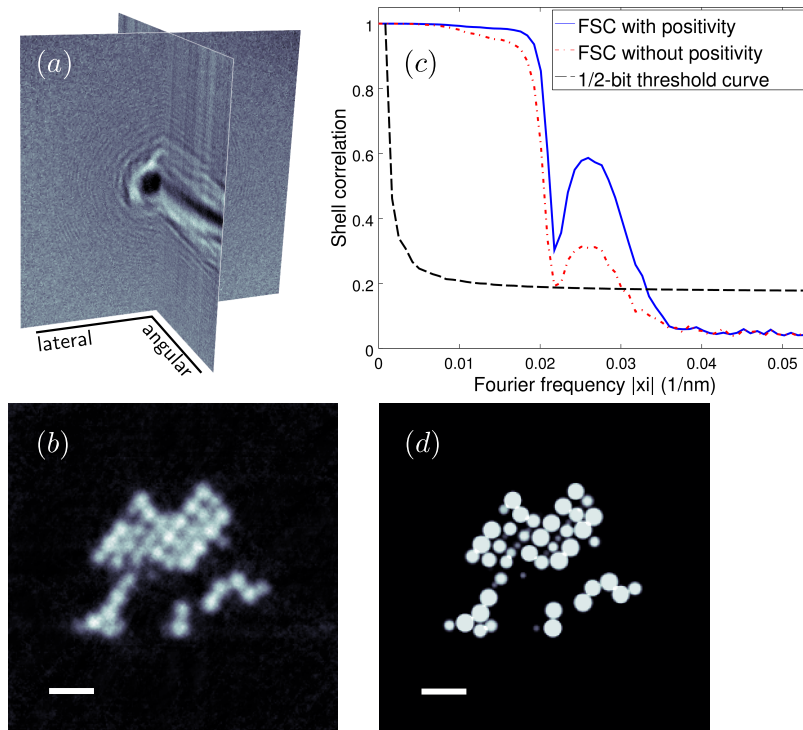 (a)
lateral
angular
(c)
FSC with positivity
FSC without positivity
1/2-bit threshold curve
1
0.8
0.6
0.4
0.2
0
Shell correlation
0
0.01
0.02
0.03
0.04
0.05
Fourier frequency |xi| (1/nm)
(b)
(d)